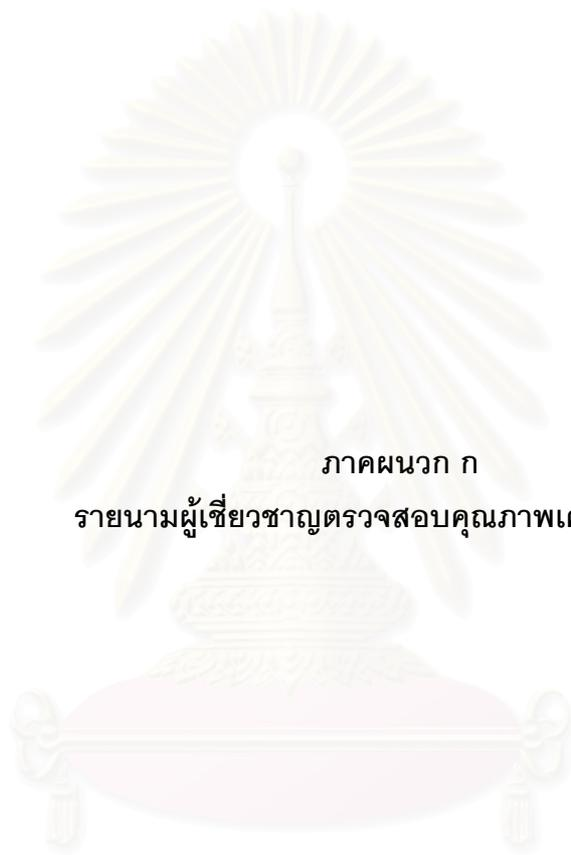 ภาคผนวก ก
รายนามผู้เชี่ยวชาญตรวจสอบคุณภาพ